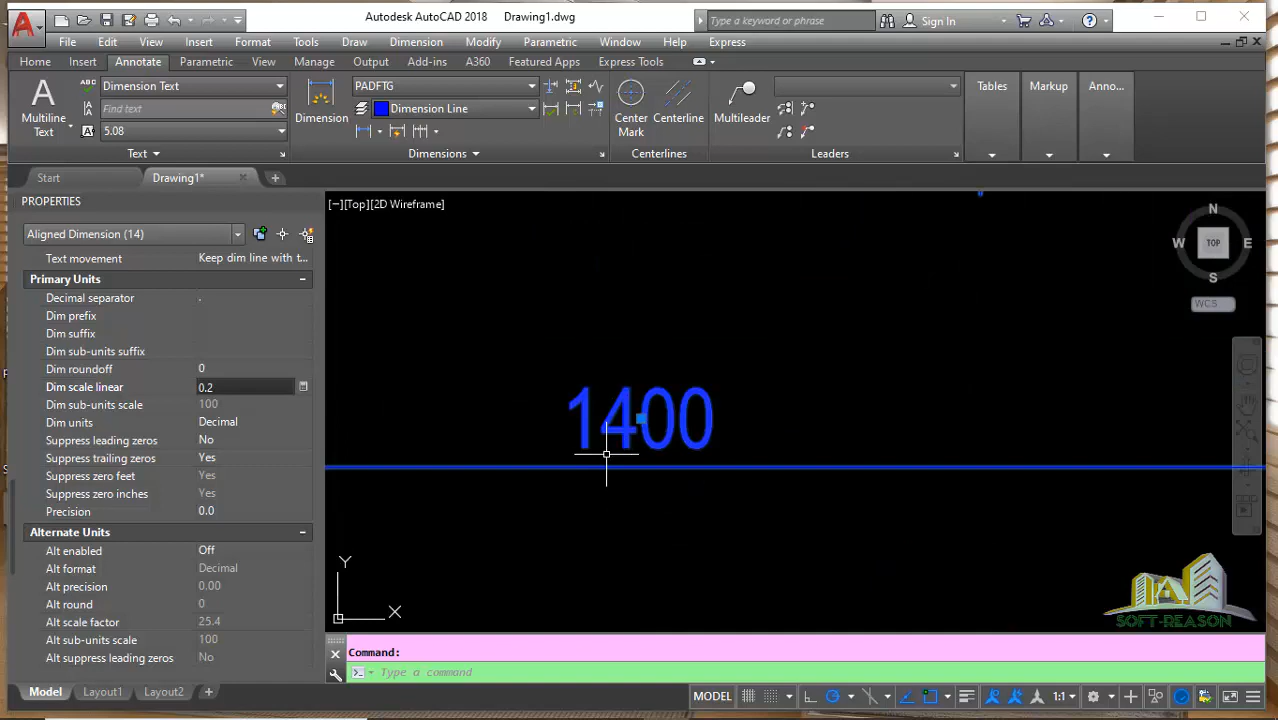 Autodesk AutoCAD 2018 Drawing1.dwg
Type a keyword or phrase
Sign In
File Edit View Insert Format Tools Draw Dimension Modify Parametric Window Help Express
Home Insert Annotate Parametric View Manage Output Add-ins A360 Featured Apps Express Tools
Multiline Text
Dimension Text
Find text
5.08
Text
Dimension
PADFTG
Dimension Line
Dimensions
Center Mark
Centerline
Centerlines
Multileader
Leaders
Tables
Markup
Anno...
Start Drawing1*
PROPERTIES
Aligned Dimension (14)
Text movement Keep dim line with t...
Primary Units
Decimal separator .
Dim prefix
Dim suffix
Dim sub-units suffix
Dim roundoff 0
Dim scale linear 0.2
Dim sub-units scale 100
Dim units Decimal
Suppress leading zeros No
Suppress trailing zeros Yes
Suppress zero feet Yes
Suppress zero inches Yes
Precision 0.0
Alternate Units
Alt enabled Off
Alt format Decimal
Alt precision 0.00
Alt round 0
Alt scale factor 25.4
Alt sub-units scale 100
Alt suppress leading zeros No
[−][Top][2D Wireframe]
N
W TOP E
S
WCS
1400
Y
X
SOFT-REASON
Command:
Type a command
Model Layout1 Layout2
MODEL
1:1